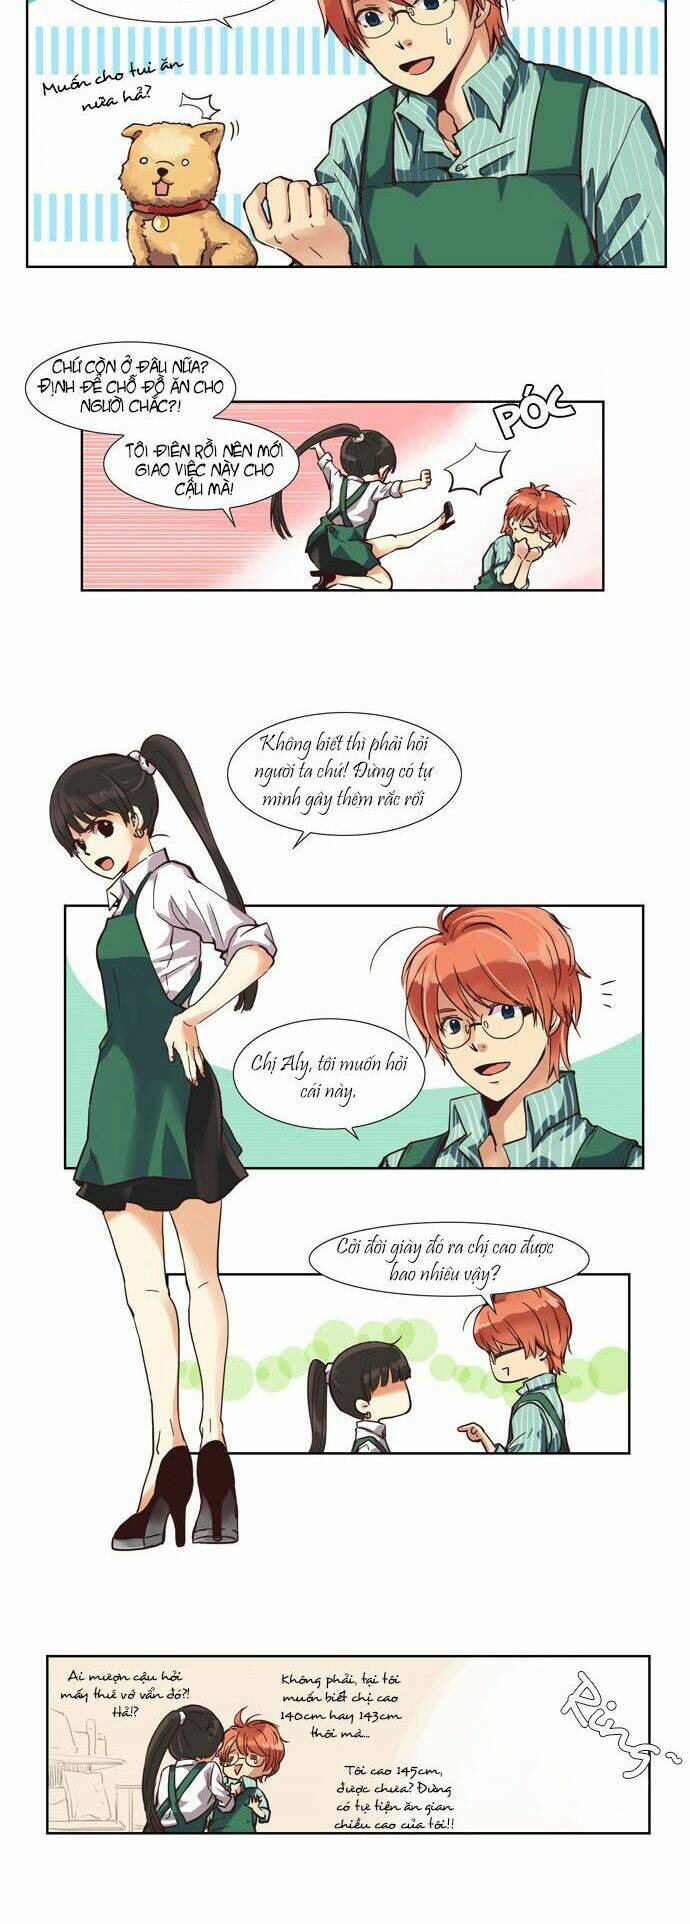 Muốn cho tui ăn
nữa hả?
CHỨ CÒN Ở ĐÂU NỮA?
ĐỊNH ĐỂ CHỖ ĐỒ ĂN CHO
NGƯỜI CHẮC?!
TÔI ĐIÊN RỒI NÊN MỚI
GIAO VIỆC NÀY CHO
CẬU MÀ!
PÓC
Không biết thì phải hỏi
người ta chứ! Đừng có tự
mình gây thêm rắc rối
Chị Aly, tôi muốn hỏi
cái này.
Cởi đôi giày đó ra chị cao được
bao nhiêu vậy?
Ai mượn cậu hỏi
mấy thứ vớ vẩn đó?!
Hả!?
Không phải, tại tôi
muốn biết chị cao
140cm hay 143cm
thôi mà...
Tôi cao 145cm,
được chưa? Đừng
có tự tiện ăn gian
chiều cao của tôi!!
Ring~